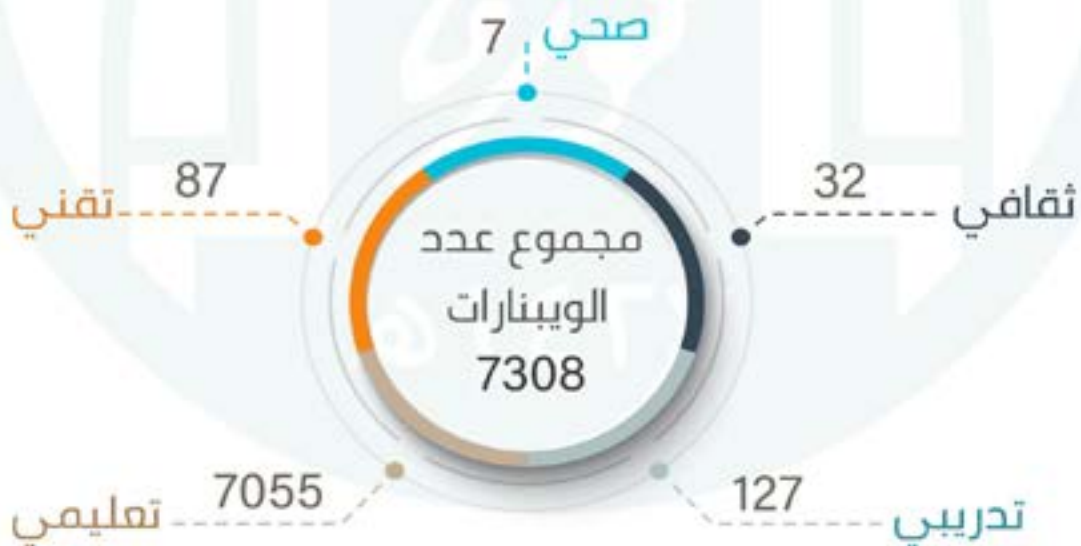 صحي 7
ثقافي 32
تقني 87
مجموع عدد
الويبنارات
7308
تدريبي 127
تعليمي 7055